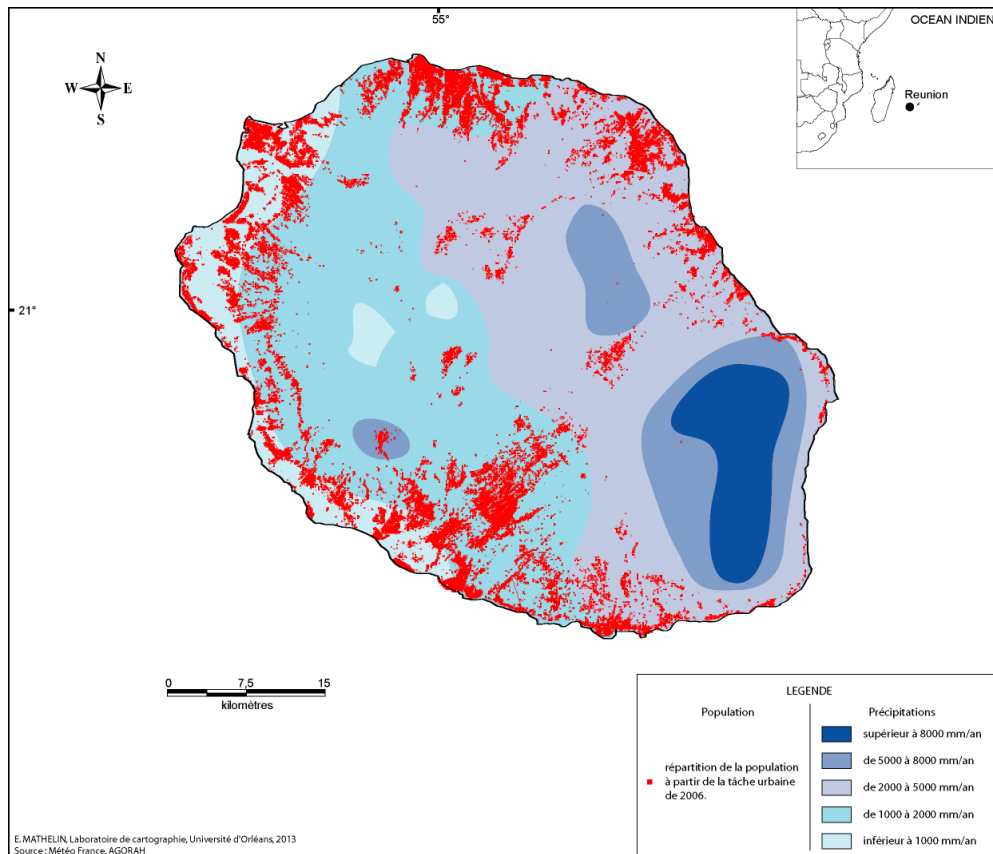 55°
OCEAN INDIEN
N
W
E
S
Reunion
21°
0
7,5
15
kilomètres
LEGENDE
Population
Précipitations
répartition de la population
à partir de la tâche urbaine
de 2006.
supérieur à 8000 mm/an
de 5000 à 8000 mm/an
de 2000 à 5000 mm/an
de 1000 à 2000 mm/an
inférieur à 1000 mm/an
E. MATHELIN, Laboratoire de cartographie, Université d'Orléans, 2013
Source : Météo France, AGORAH